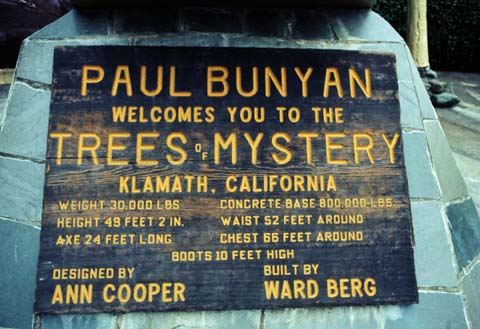 PAUL BUNYAN
WELCOMES YOU TO THE
TREES OF MYSTERY
KLAMATH, CALIFORNIA
WEIGHT 30,000 LBS. CONCRETE BASE 800,000 LBS.
HEIGHT 49 FEET 2 IN. WAIST 52 FEET AROUND
AXE 24 FEET LONG CHEST 66 FEET AROUND
BOOTS 10 FEET HIGH
DESIGNED BY BUILT BY
ANN COOPER WARD BERG